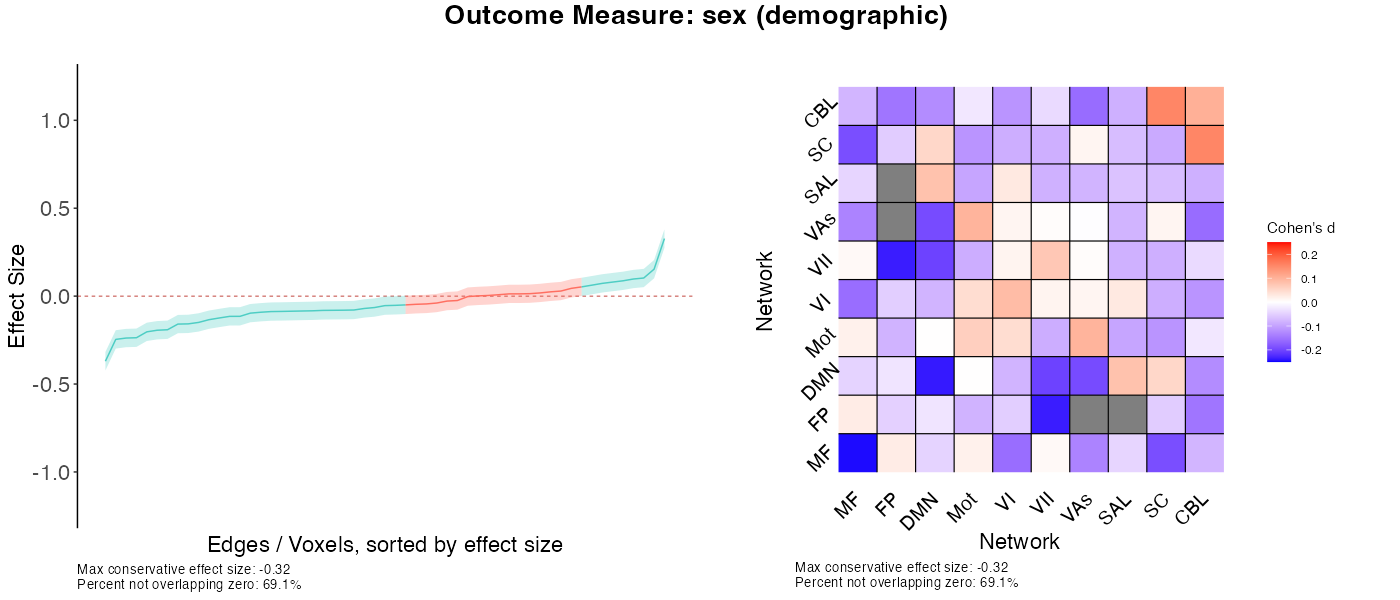 Outcome Measure: sex (demographic)
Effect Size
1.0
0.5
0.0
-0.5
-1.0
Edges / Voxels, sorted by effect size
Max conservative effect size: -0.32
Percent not overlapping zero: 69.1%
Network
CBL
SC
SAL
VAs
VII
VI
Mot
DMN
FP
MF
MF
FP
DMN
Mot
VI
VII
VAs
SAL
SC
CBL
Network
Max conservative effect size: -0.32
Percent not overlapping zero: 69.1%
Cohen's d
0.2
0.1
0.0
-0.1
-0.2